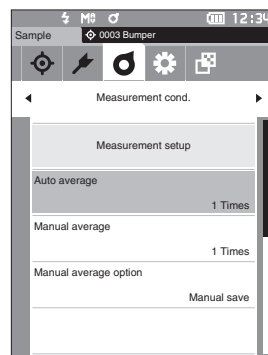 12:34
Sample
0003 Bumper
Measurement cond.
Measurement setup
Auto average
1 Times
Manual average
1 Times
Manual average option
Manual save